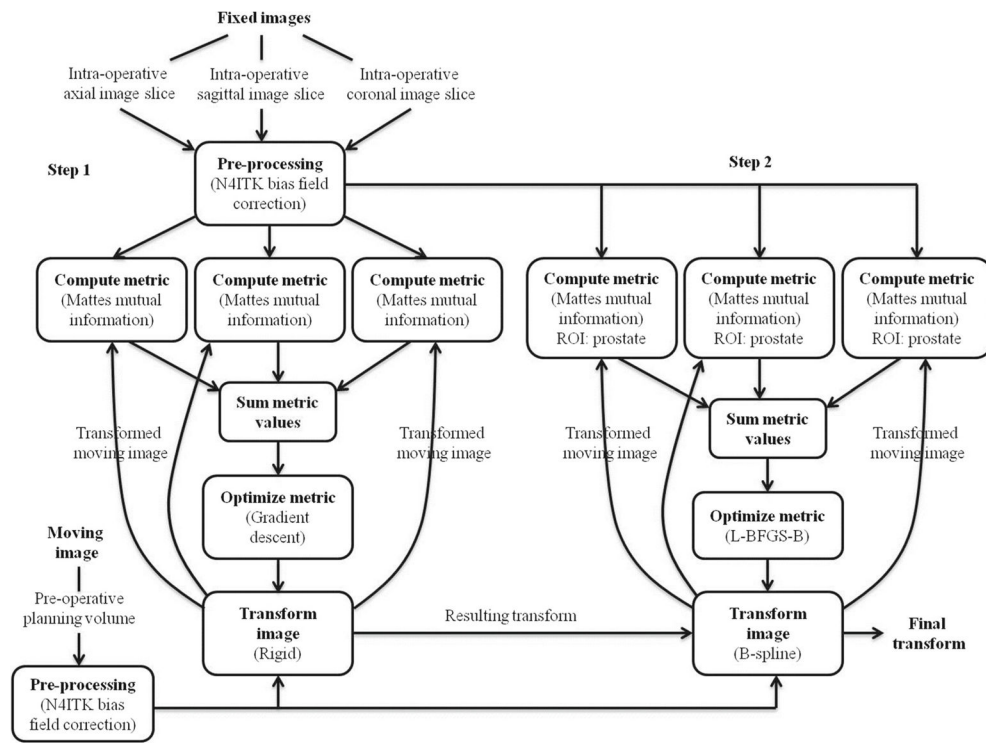 Fixed images
Intra-operative
axial image slice
Intra-operative
sagittal image slice
Intra-operative
coronal image slice
Step 1
Pre-processing
(N4ITK bias field
correction)
Step 2
Compute metric
(Mattes mutual
information)
Compute metric
(Mattes mutual
information)
Compute metric
(Mattes mutual
information)
Compute metric
(Mattes mutual
information)
ROI: prostate
Compute metric
(Mattes mutual
information)
ROI: prostate
Compute metric
(Mattes mutual
information)
ROI: prostate
Sum metric
values
Sum metric
values
Transformed
moving image
Transformed
moving image
Transformed
moving image
Transformed
moving image
Optimize metric
(Gradient
descent)
Optimize metric
(L-BFGS-B)
Moving
image
Pre-operative
planning volume
Transform
image
(Rigid)
Resulting transform
Transform
image
(B-spline)
Final
transform
Pre-processing
(N4ITK bias
field correction)